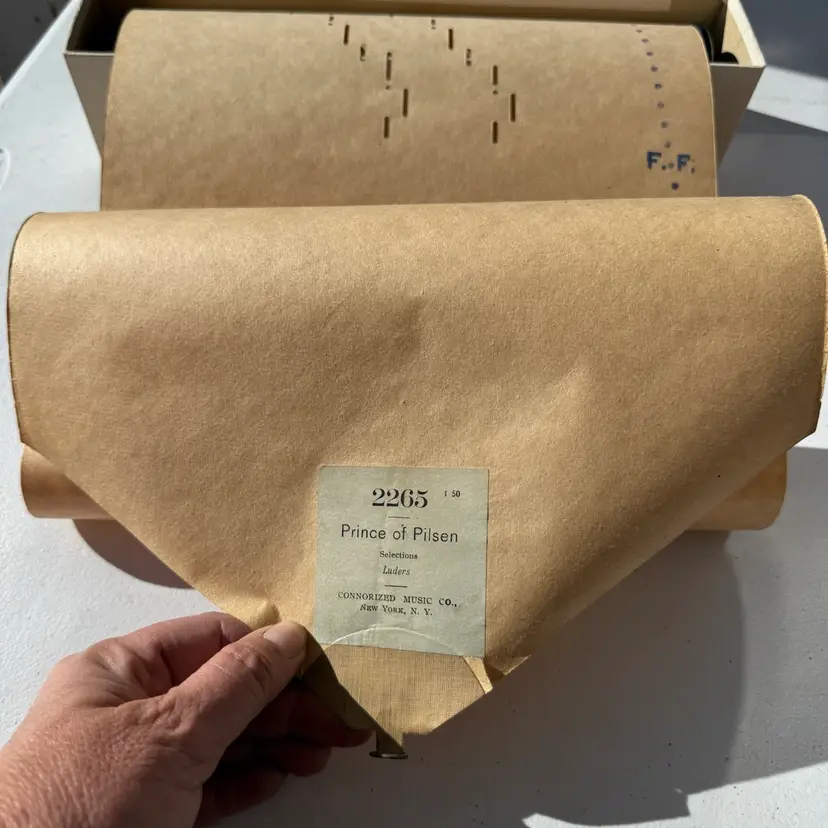 F. F.
2265 1 50
Prince of Pilsen
Selections
Luders
CONNORIZED MUSIC CO.,
NEW YORK, N. Y.